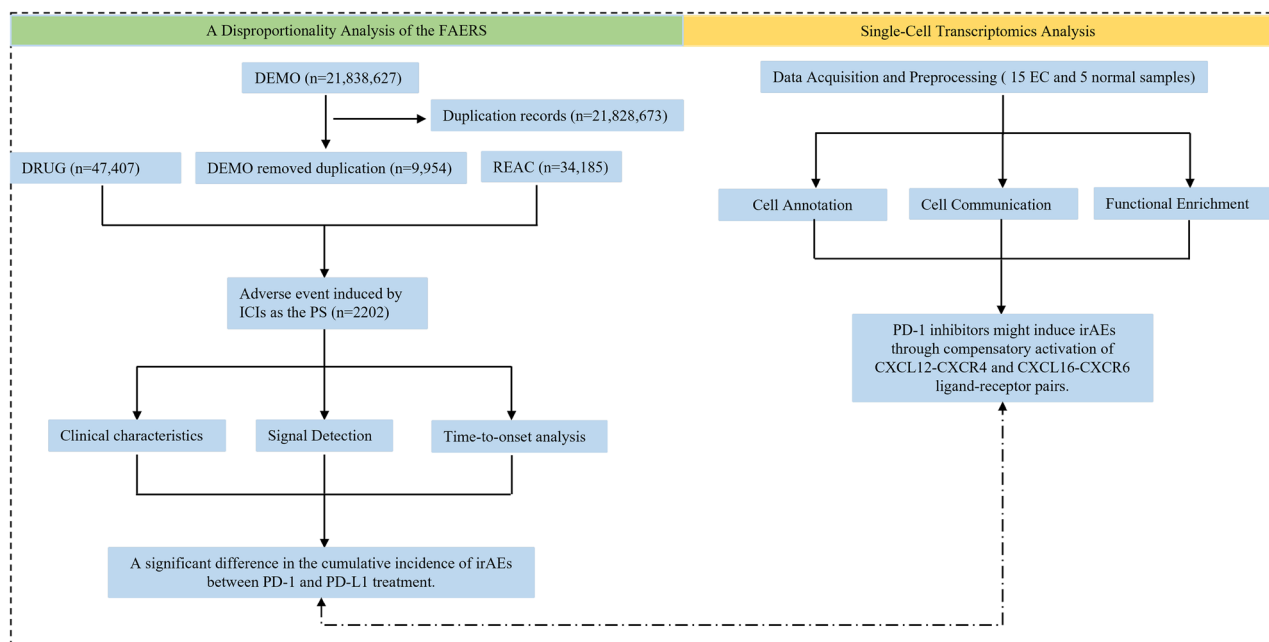 A Disproportionality Analysis of the FAERS
Single-Cell Transcriptomics Analysis
DEMO (n=21,838,627)
Duplication records (n=21,828,673)
DRUG (n=47,407)
DEMO removed duplication (n=9,954)
REAC (n=34,185)
Adverse event induced by
ICIs as the PS (n=2202)
Clinical characteristics
Signal Detection
Time-to-onset analysis
A significant difference in the cumulative incidence of irAEs
between PD-1 and PD-L1 treatment.
Data Acquisition and Preprocessing ( 15 EC and 5 normal samples)
Cell Annotation
Cell Communication
Functional Enrichment
PD-1 inhibitors might induce irAEs
through compensatory activation of
CXCL12-CXCR4 and CXCL16-CXCR6
ligand-receptor pairs.